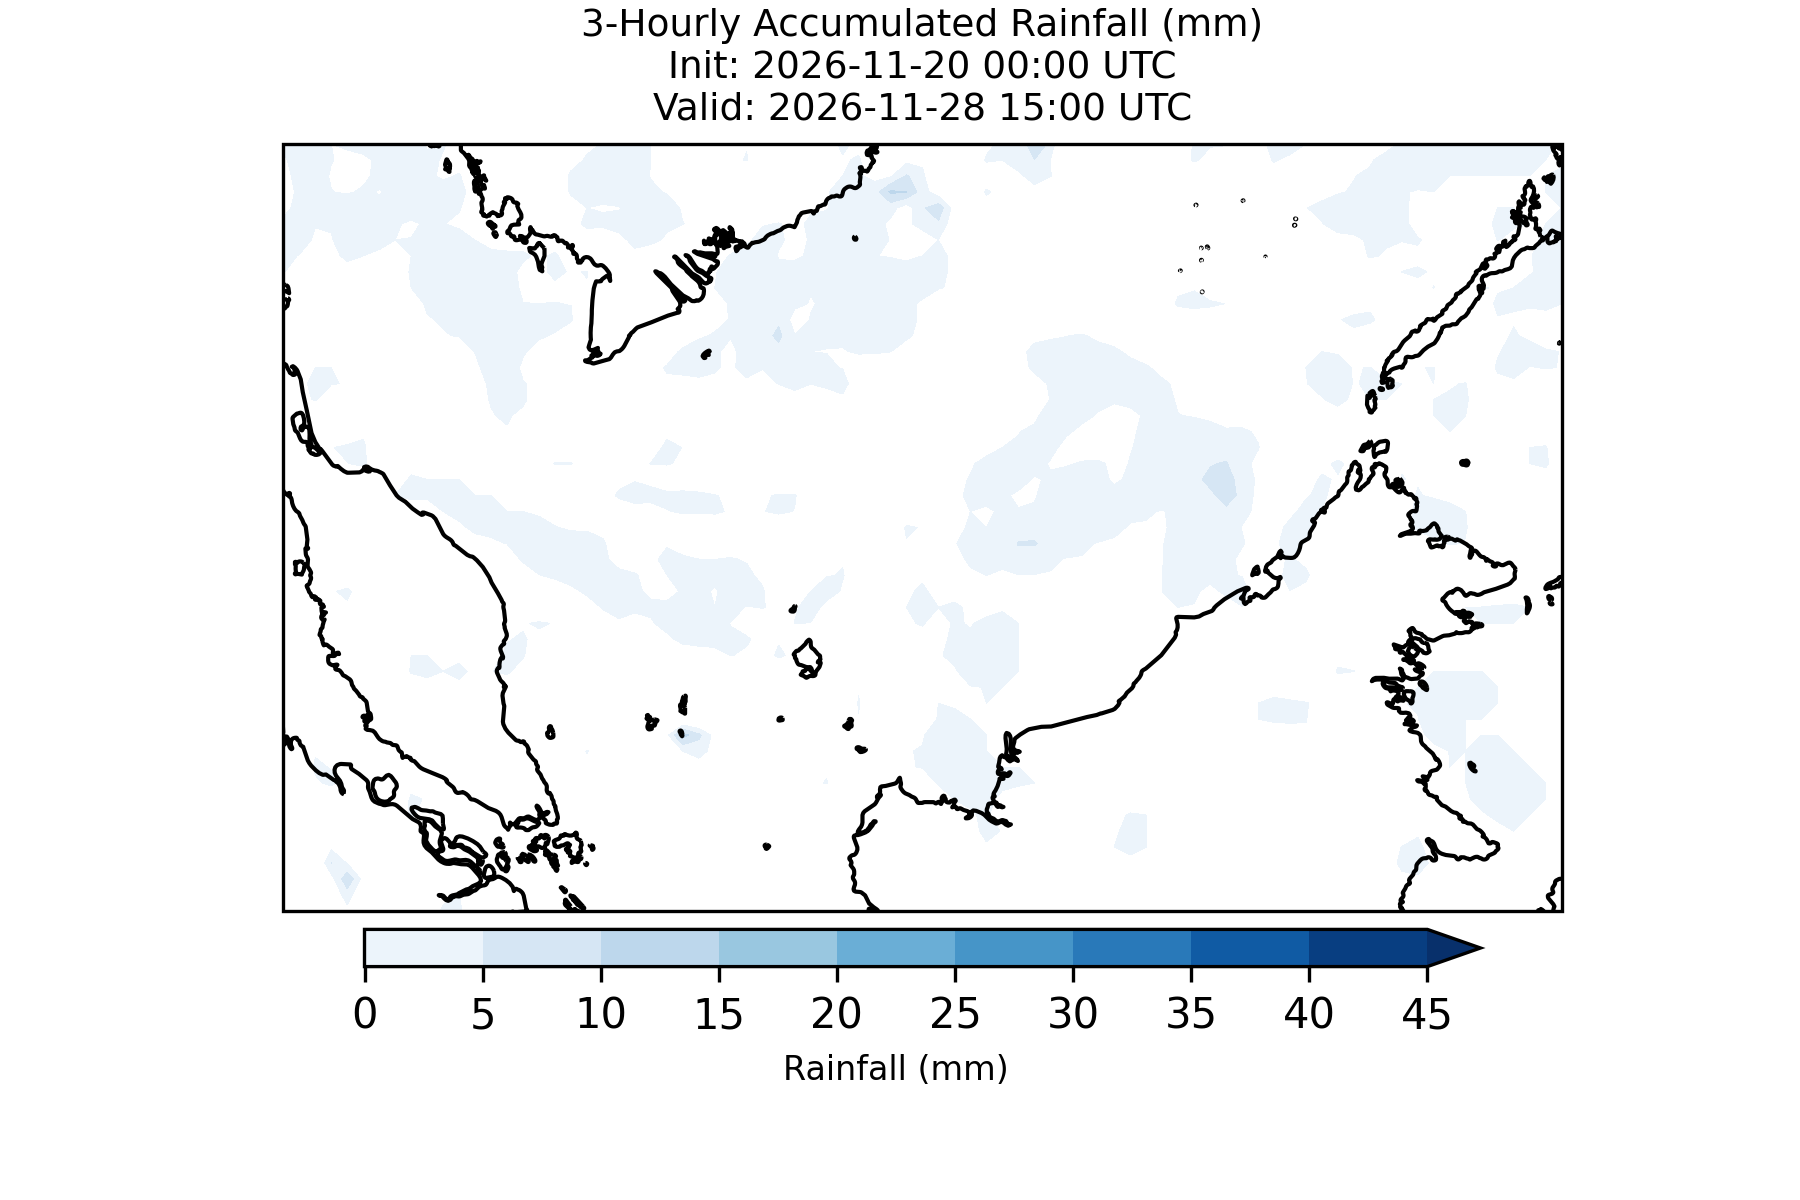 3-Hourly Accumulated Rainfall (mm)
Init: 2026-11-20 00:00 UTC
Valid: 2026-11-28 15:00 UTC
0 5 10 15 20 25 30 35 40 45
Rainfall (mm)